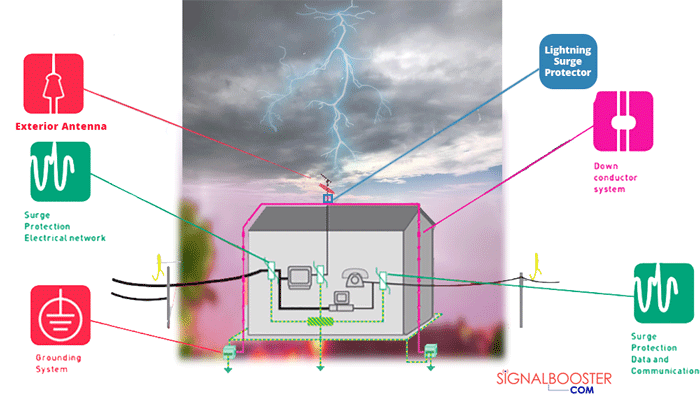 Lightning
Surge
Protector
Exterior Antenna
Down
conductor
system
Surge
Protection
Electrical network
Grounding
System
Surge
Protection
Data and
Communication
SIGNALBOOSTER
.COM